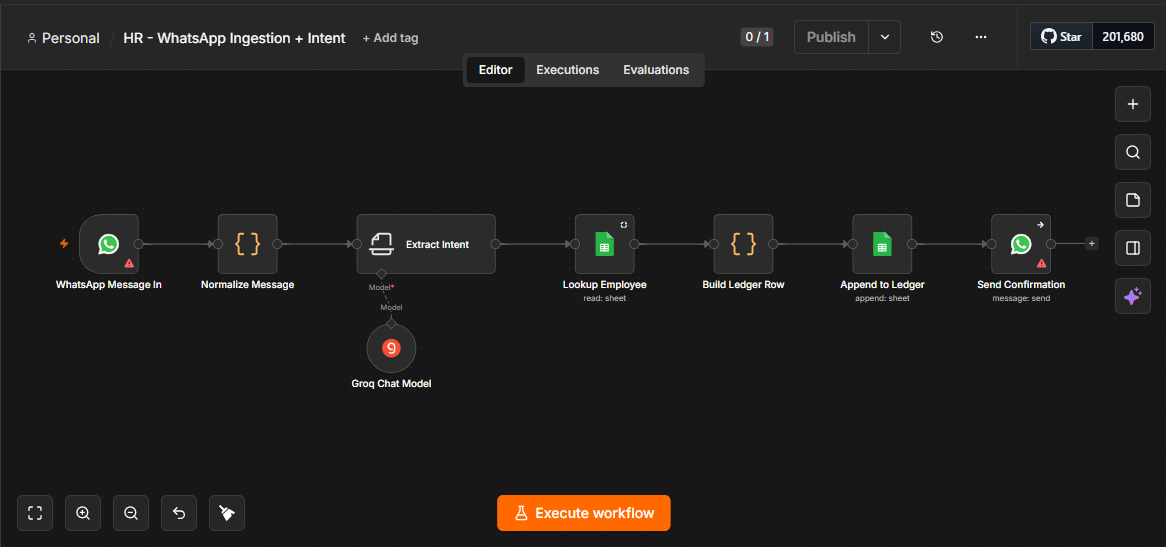 Personal / HR - WhatsApp Ingestion + Intent + Add tag
0 / 1
Publish
Star 201,680
Editor Executions Evaluations
WhatsApp Message In
{ }
Normalize Message
Extract Intent
Model*
Model
Groq Chat Model
Lookup Employee
read: sheet
{ }
Build Ledger Row
Append to Ledger
append: sheet
Send Confirmation
message: send
Execute workflow